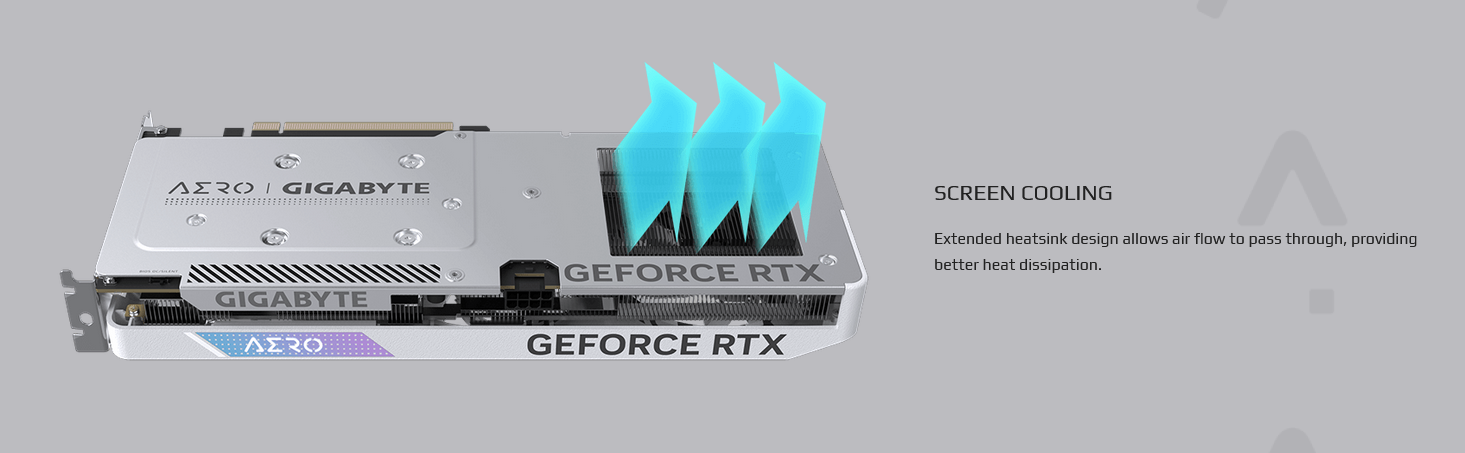 AERO | GIGABYTE
GEFORCE RTX
GIGABYTE
AERO
GEFORCE RTX
SCREEN COOLING
Extended heatsink design allows air flow to pass through, providing
better heat dissipation.